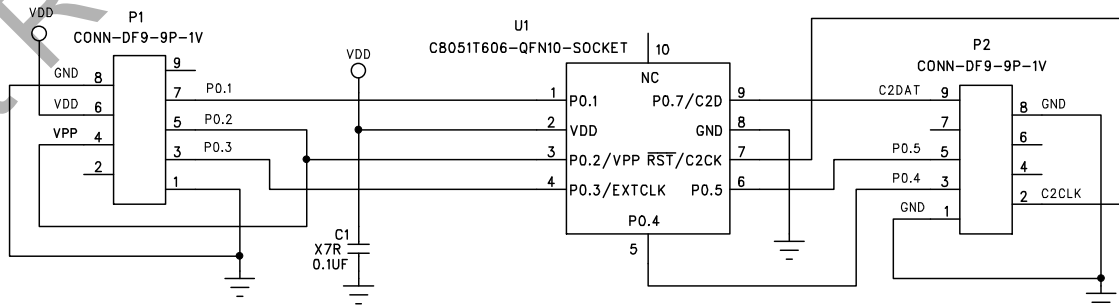 VDD
P1
CONN-DF9-9P-1V
GND 8
9
7 P0.1
VDD 6
5 P0.2
VPP 4
3 P0.3
2
1
VDD
C1
X7R
0.1UF
U1
C8051T606-QFN10-SOCKET
10
NC
1 P0.1
P0.7/C2D 9
2 VDD
GND 8
3 P0.2/VPP
RST/C2CK 7
4 P0.3/EXTCLK
P0.5 6
P0.4
5
P2
CONN-DF9-9P-1V
C2DAT 9
8 GND
7
6
P0.5 5
4
P0.4 3
2 C2CLK
GND 1